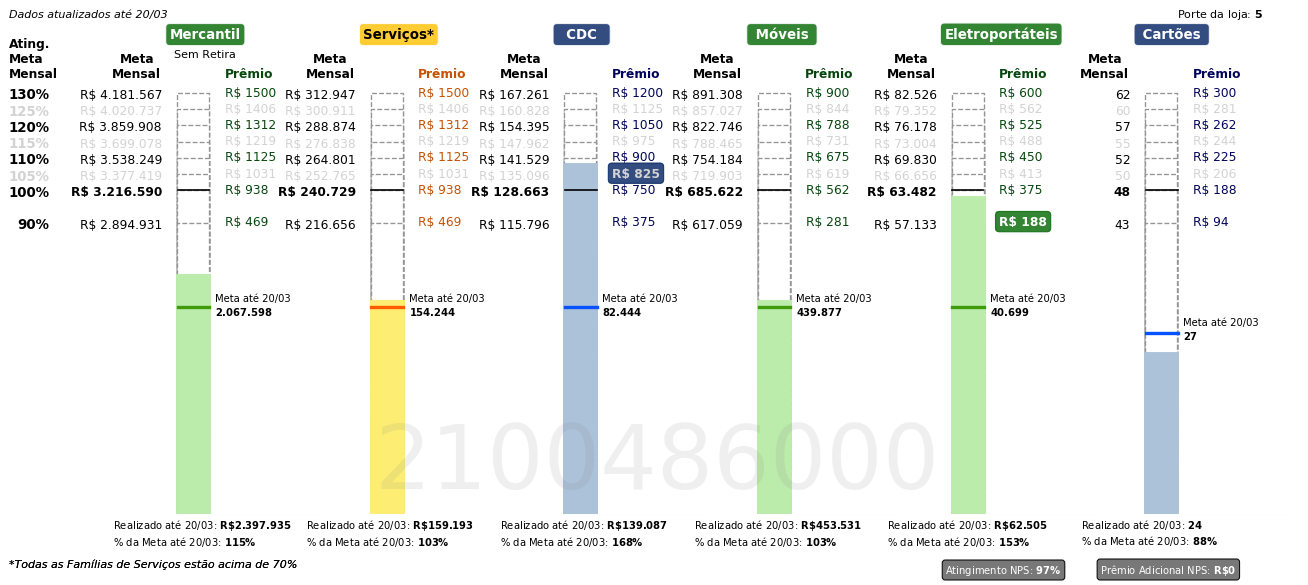 Dados atualizados até 20/03
Porte da loja: 5
Mercantil Serviços* CDC Móveis Eletroportáteis Cartões
Sem Retira
Ating. Meta Mensal
Meta Mensal Prêmio Meta Mensal Prêmio Meta Mensal Prêmio Meta Mensal Prêmio Meta Mensal Prêmio Meta Mensal Prêmio
130% R$ 4.181.567 R$ 1500 R$ 312.947 R$ 1500 R$ 167.261 R$ 1200 R$ 891.308 R$ 900 R$ 82.526 R$ 600 62 R$ 300
125% R$ 4.020.737 R$ 1406 R$ 300.911 R$ 1406 R$ 160.828 R$ 1125 R$ 857.027 R$ 844 R$ 79.352 R$ 562 60 R$ 281
120% R$ 3.859.908 R$ 1312 R$ 288.874 R$ 1312 R$ 154.395 R$ 1050 R$ 822.746 R$ 788 R$ 76.178 R$ 525 57 R$ 262
115% R$ 3.699.078 R$ 1219 R$ 276.838 R$ 1219 R$ 147.962 R$ 975 R$ 788.465 R$ 731 R$ 73.004 R$ 488 55 R$ 244
110% R$ 3.538.249 R$ 1125 R$ 264.801 R$ 1125 R$ 141.529 R$ 900 R$ 754.184 R$ 675 R$ 69.830 R$ 450 52 R$ 225
105% R$ 3.377.419 R$ 1031 R$ 252.765 R$ 1031 R$ 135.096 R$ 825 R$ 719.903 R$ 619 R$ 66.656 R$ 413 50 R$ 206
100% R$ 3.216.590 R$ 938 R$ 240.729 R$ 938 R$ 128.663 R$ 750 R$ 685.622 R$ 562 R$ 63.482 R$ 375 48 R$ 188
90% R$ 2.894.931 R$ 469 R$ 216.656 R$ 469 R$ 115.796 R$ 375 R$ 617.059 R$ 281 R$ 57.133 R$ 188 43 R$ 94
Meta até 20/03 Meta até 20/03 Meta até 20/03 Meta até 20/03 Meta até 20/03
2.067.598 154.244 82.444 439.877 40.699
Meta até 20/03
27
2100486000
Realizado até 20/03: R$2.397.935 Realizado até 20/03: R$159.193 Realizado até 20/03: R$139.087 Realizado até 20/03: R$453.531 Realizado até 20/03: R$62.505 Realizado até 20/03: 24
% da Meta até 20/03: 115% % da Meta até 20/03: 103% % da Meta até 20/03: 168% % da Meta até 20/03: 103% % da Meta até 20/03: 153% % da Meta até 20/03: 88%
*Todas as Famílias de Serviços estão acima de 70%
Atingimento NPS: 97% Prêmio Adicional NPS: R$0